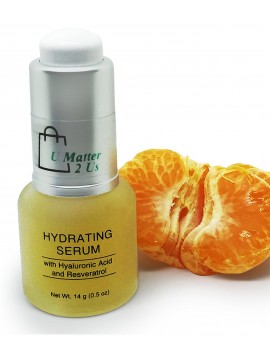 U Matter
2 Us
HYDRATING
SERUM
with Hyaluronic Acid
and Resveratrol
Net Wt. 14 g (0.5 oz)